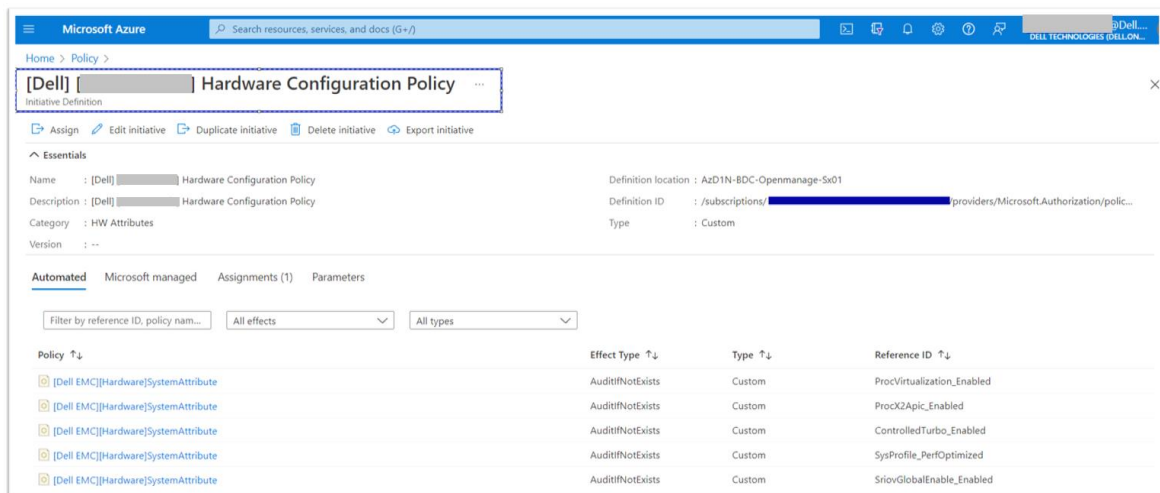 Microsoft Azure
Search resources, services, and docs (G+/)
@Dell....
DELL TECHNOLOGIES (DELL.ON...
Home > Policy >
[Dell] [ ] Hardware Configuration Policy ...
Initiative Definition
Assign Edit initiative Duplicate initiative Delete initiative Export initiative
Essentials
Name : [Dell] ] Hardware Configuration Policy Definition location : AzD1N-BDC-Openmanage-Sx01
Description : [Dell] Hardware Configuration Policy Definition ID : /subscriptions/ /providers/Microsoft.Authorization/polic...
Category : HW Attributes Type : Custom
Version : --
Automated Microsoft managed Assignments (1) Parameters
Filter by reference ID, policy nam... All effects All types
Policy ↑↓ Effect Type ↑↓ Type ↑↓ Reference ID ↑↓
[Dell EMC][Hardware]SystemAttribute AuditIfNotExists Custom ProcVirtualization_Enabled
[Dell EMC][Hardware]SystemAttribute AuditIfNotExists Custom ProcX2Apic_Enabled
[Dell EMC][Hardware]SystemAttribute AuditIfNotExists Custom ControlledTurbo_Enabled
[Dell EMC][Hardware]SystemAttribute AuditIfNotExists Custom SysProfile_PerfOptimized
[Dell EMC][Hardware]SystemAttribute AuditIfNotExists Custom SriovGlobalEnable_Enabled